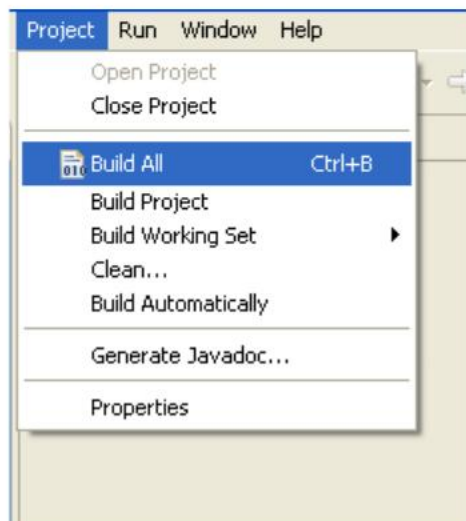 Project Run Window Help
Open Project
Close Project
Build All Ctrl+B
Build Project
Build Working Set
Clean...
Build Automatically
Generate Javadoc...
Properties